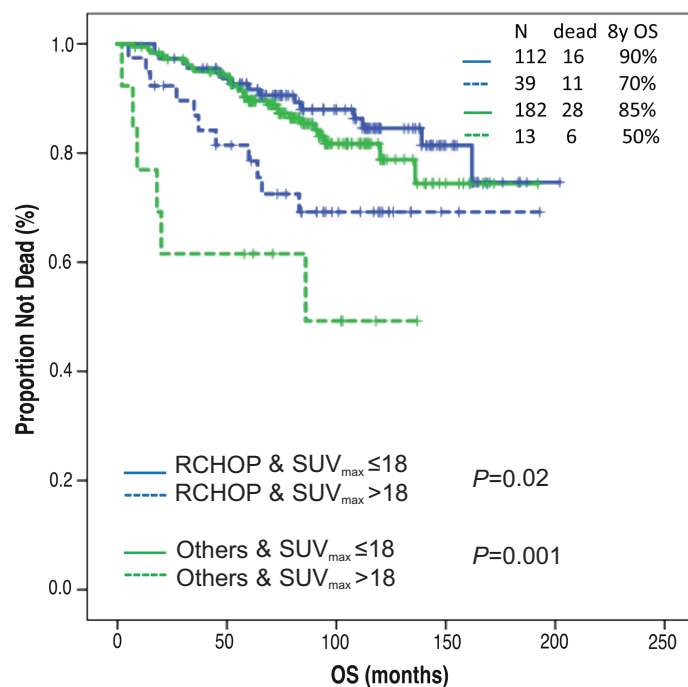 N dead 8y OS
112 16 90%
39 11 70%
182 28 85%
13 6 50%
1.0
0.8
0.6
0.4
0.2
0.0
Proportion Not Dead (%)
RCHOP & SUVmax ≤18
RCHOP & SUVmax >18
P=0.02
Others & SUVmax ≤18
Others & SUVmax >18
P=0.001
0 50 100 150 200 250
OS (months)